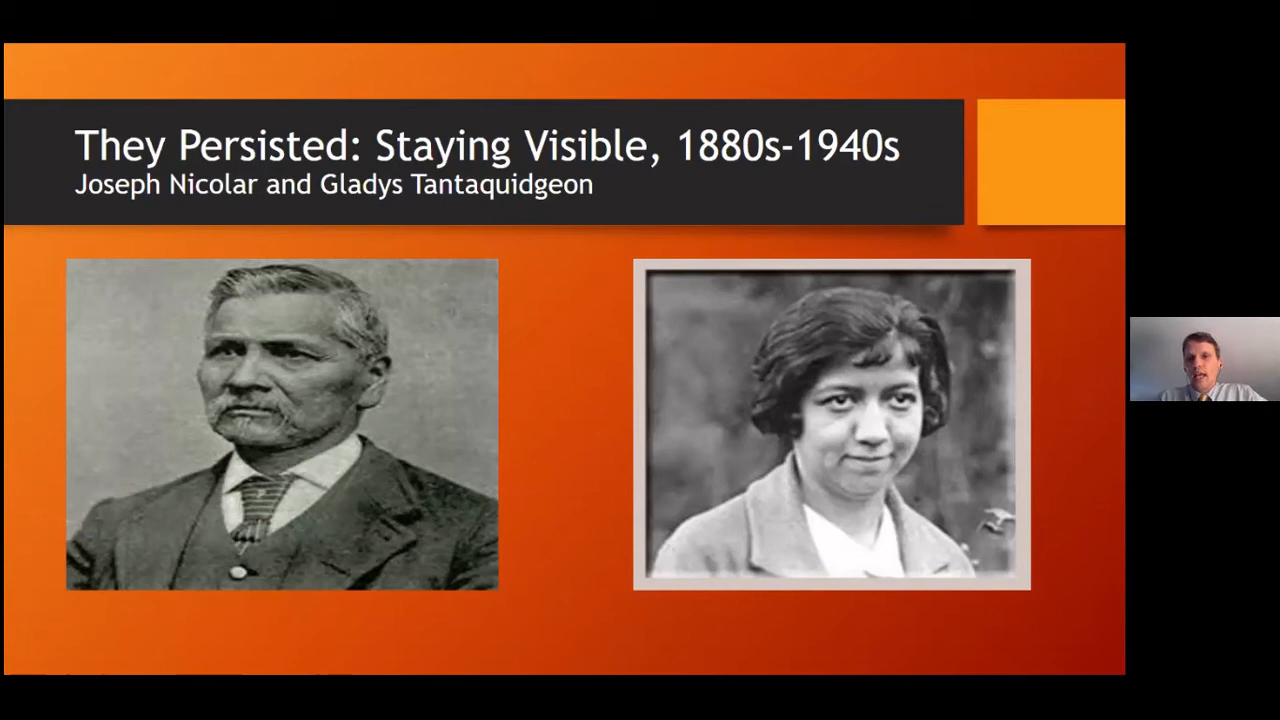 They Persisted: Staying Visible, 1880s-1940s
Joseph Nicolar and Gladys Tantaquidgeon